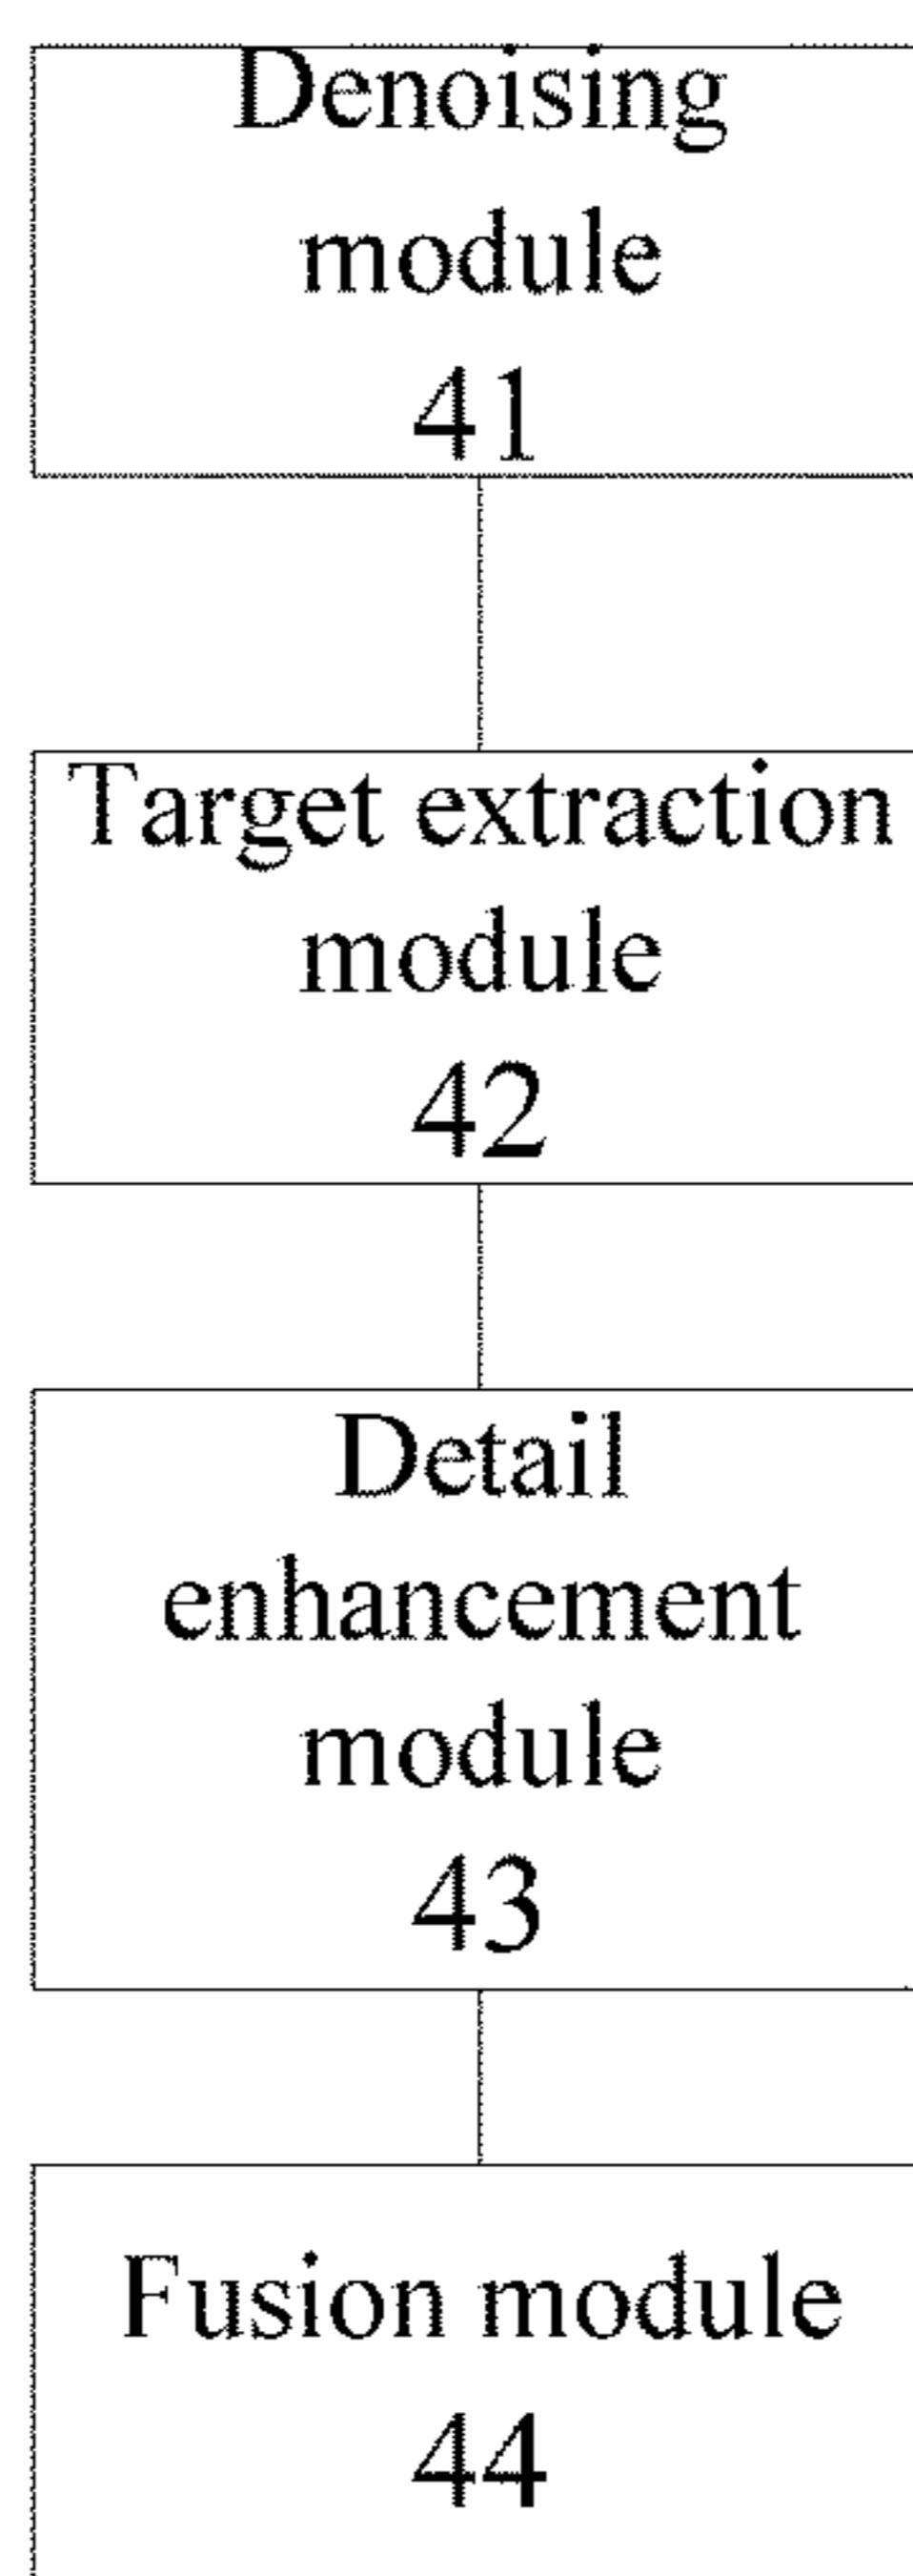 Denoising
module
41
Target extraction
module
42
Detail
enhancement
module
43
Fusion module
44